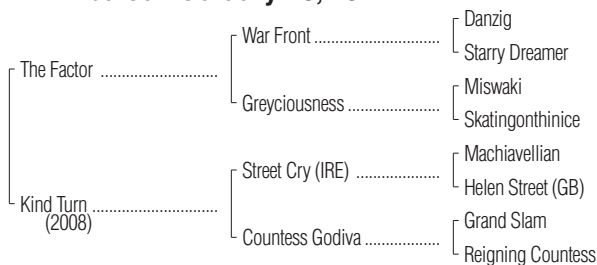 War Front
Danzig
Starry Dreamer
The Factor
Greyciousness
Miswaki
Skatingonthinice
Street Cry (IRE)
Machiavellian
Helen Street (GB)
Kind Turn
(2008)
Countess Godiva
Grand Slam
Reigning Countess